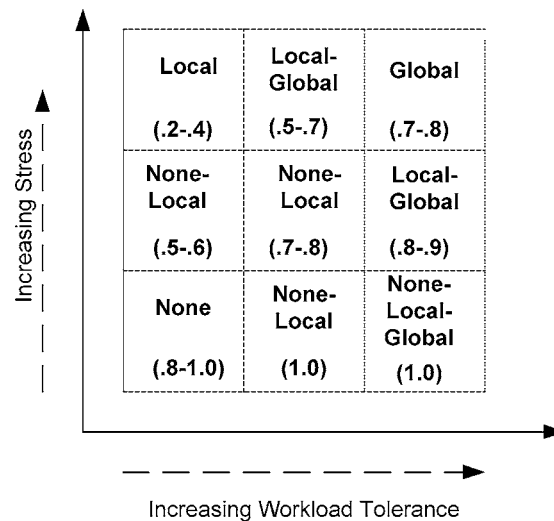 Increasing Stress
Local
(.2-.4)
Local-
Global
(.5-.7)
Global
(.7-.8)
None-
Local
(.5-.6)
None-
Local
(.7-.8)
Local-
Global
(.8-.9)
None
(.8-1.0)
None-
Local
(1.0)
None-
Local-
Global
(1.0)
Increasing Workload Tolerance